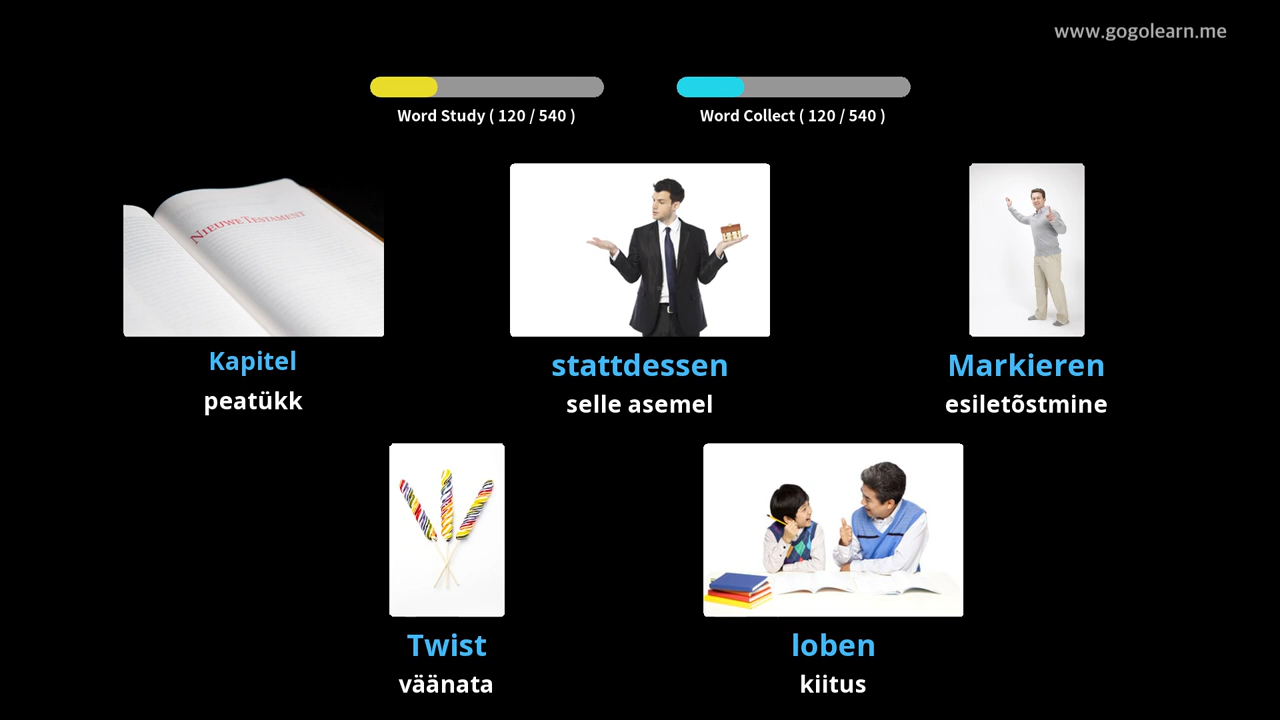 www.gogolearn.me
Word Study ( 120 / 540 )
Word Collect ( 120 / 540 )
NIEUWE TESTAMENT
Kapitel
peatükk
stattdessen
selle asemel
Markieren
esiletõstmine
Twist
väänata
loben
kiitus